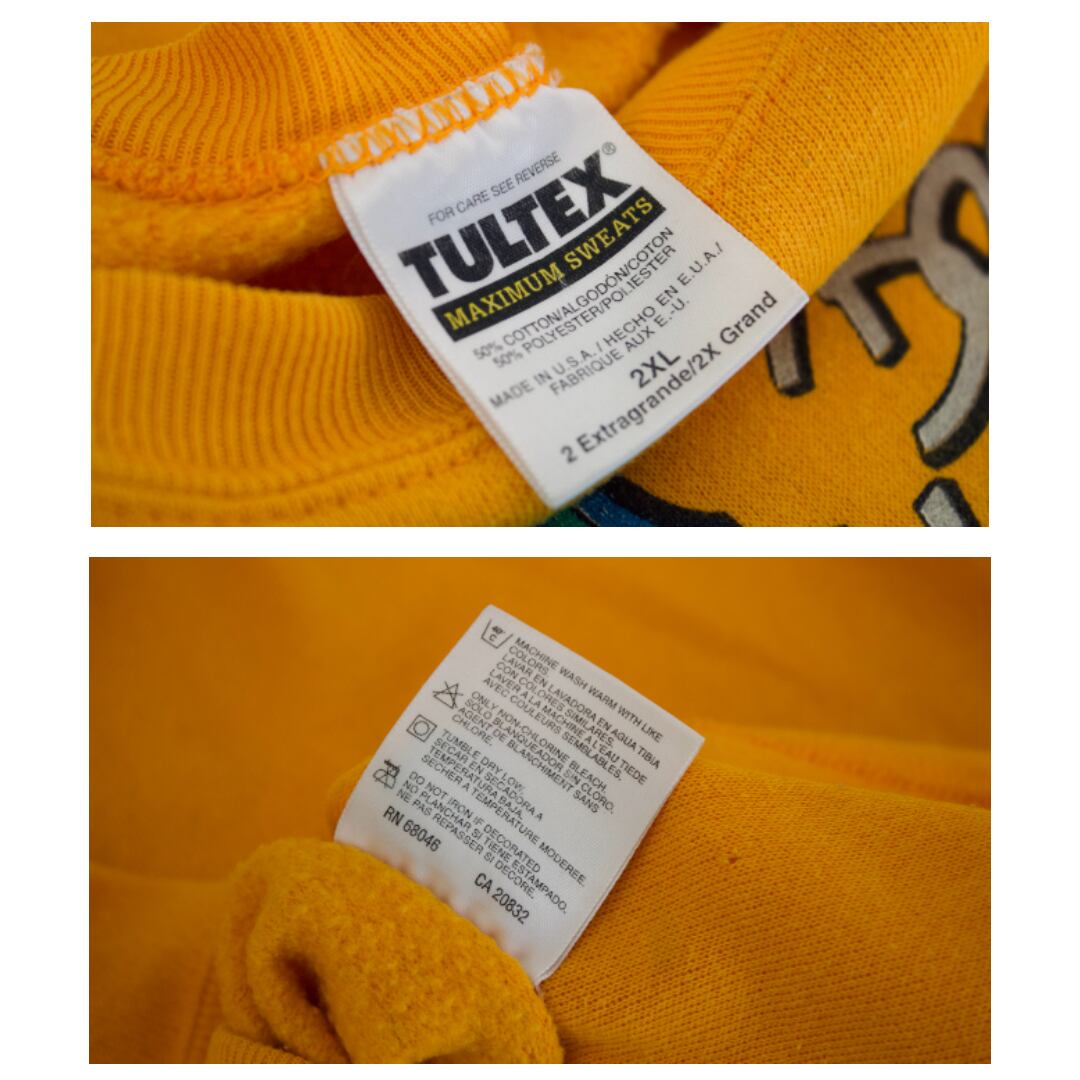 FOR CARE SEE REVERSE
TULTEX®
MAXIMUM SWEATS
50% COTTON/ALGODÓN/COTON
50% POLYESTER/POLIESTER
MADE IN U.S.A. / HECHO EN E.U.A./
FABRIQUE AUX E.-U.
2XL
2 Extragrande/2X Grand
40°
C
MACHINE WASH WARM WITH LIKE
COLORS.
LAVAR EN LAVADORA EN AGUA TIBIA
CON COLORES SIMILARES.
LAVER A LA MACHINE A L'EAU TIEDE
AVEC COULEURS SEMBLABLES.
ONLY NON-CHLORINE BLEACH.
SOLO BLANQUEADOR SIN CLORO.
AGENT DE BLANCHIMENT SANS
CHLORE.
TUMBLE DRY LOW.
SECAR EN SECADORA A
TEMPERATURA BAJA.
SECHER A TEMPERATURE MODEREE.
DO NOT IRON IF DECORATED
NO PLANCHAR SI TIENE ESTAMPADO.
NE PAS REPASSER SI DECORE.
RN 68046
CA 20832